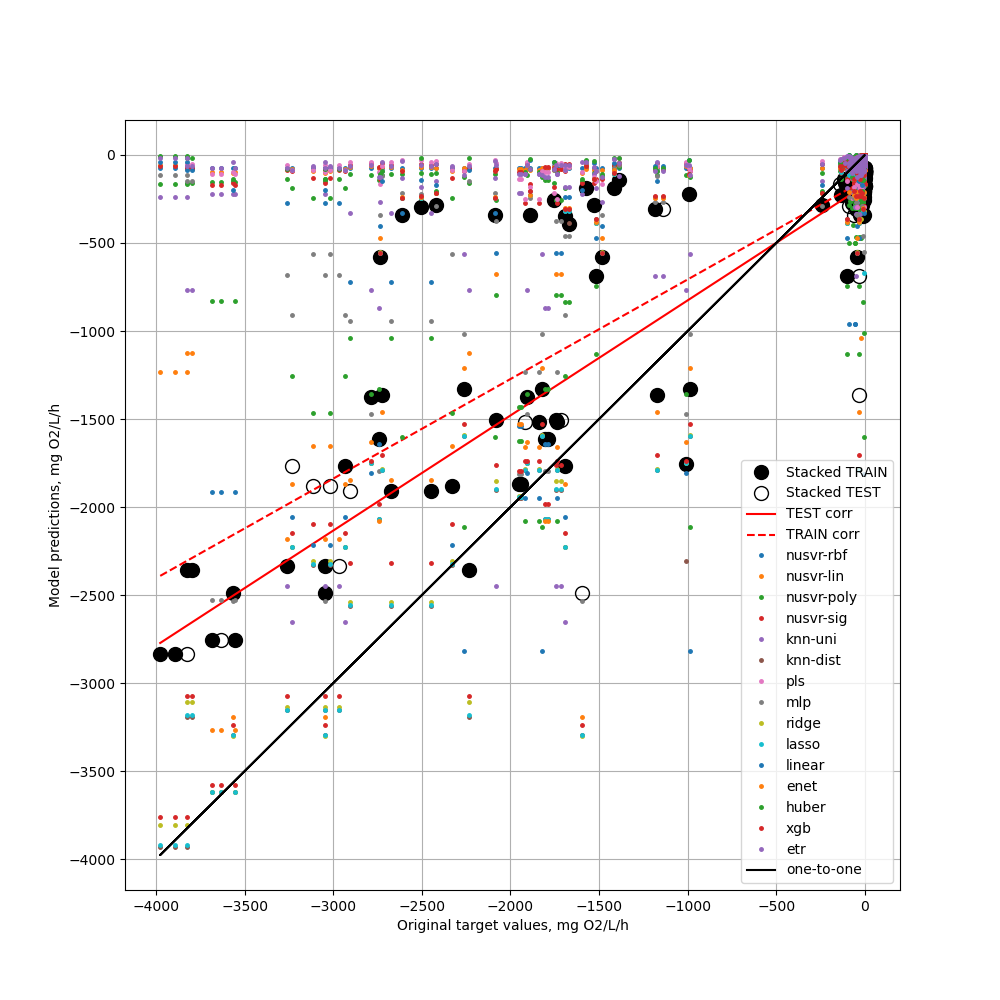 0
−500
−1000
−1500
−2000
−2500
−3000
−3500
−4000
Model predictions, mg O2/L/h
−4000 −3500 −3000 −2500 −2000 −1500 −1000 −500 0
Original target values, mg O2/L/h
Stacked TRAIN
Stacked TEST
TEST corr
TRAIN corr
nusvr-rbf
nusvr-lin
nusvr-poly
nusvr-sig
knn-uni
knn-dist
pls
mlp
ridge
lasso
linear
enet
huber
xgb
etr
one-to-one